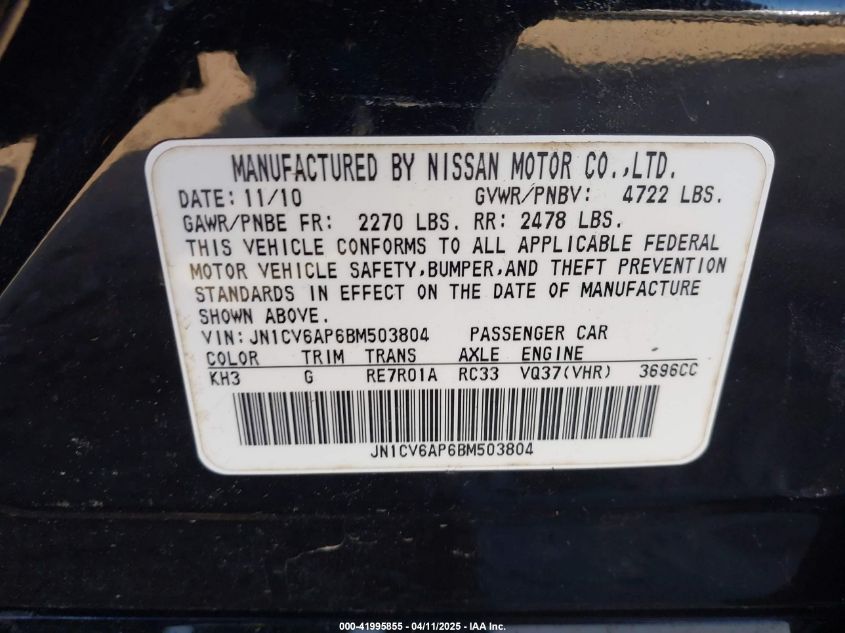 MANUFACTURED BY NISSAN MOTOR CO.,LTD.
DATE: 11/10 GVWR/PNBV: 4722 LBS.
GAWR/PNBE FR: 2270 LBS. RR: 2478 LBS.
THIS VEHICLE CONFORMS TO ALL APPLICABLE FEDERAL
MOTOR VEHICLE SAFETY,BUMPER,AND THEFT PREVENTION
STANDARDS IN EFFECT ON THE DATE OF MANUFACTURE
SHOWN ABOVE.
VIN: JN1CV6AP6BM503804 PASSENGER CAR
COLOR TRIM TRANS AXLE ENGINE
KH3 G RE7R01A RC33 VQ37(VHR) 3696CC
JN1CV6AP6BM503804
000-41995855 | 04/11/2025 - IAA Inc.